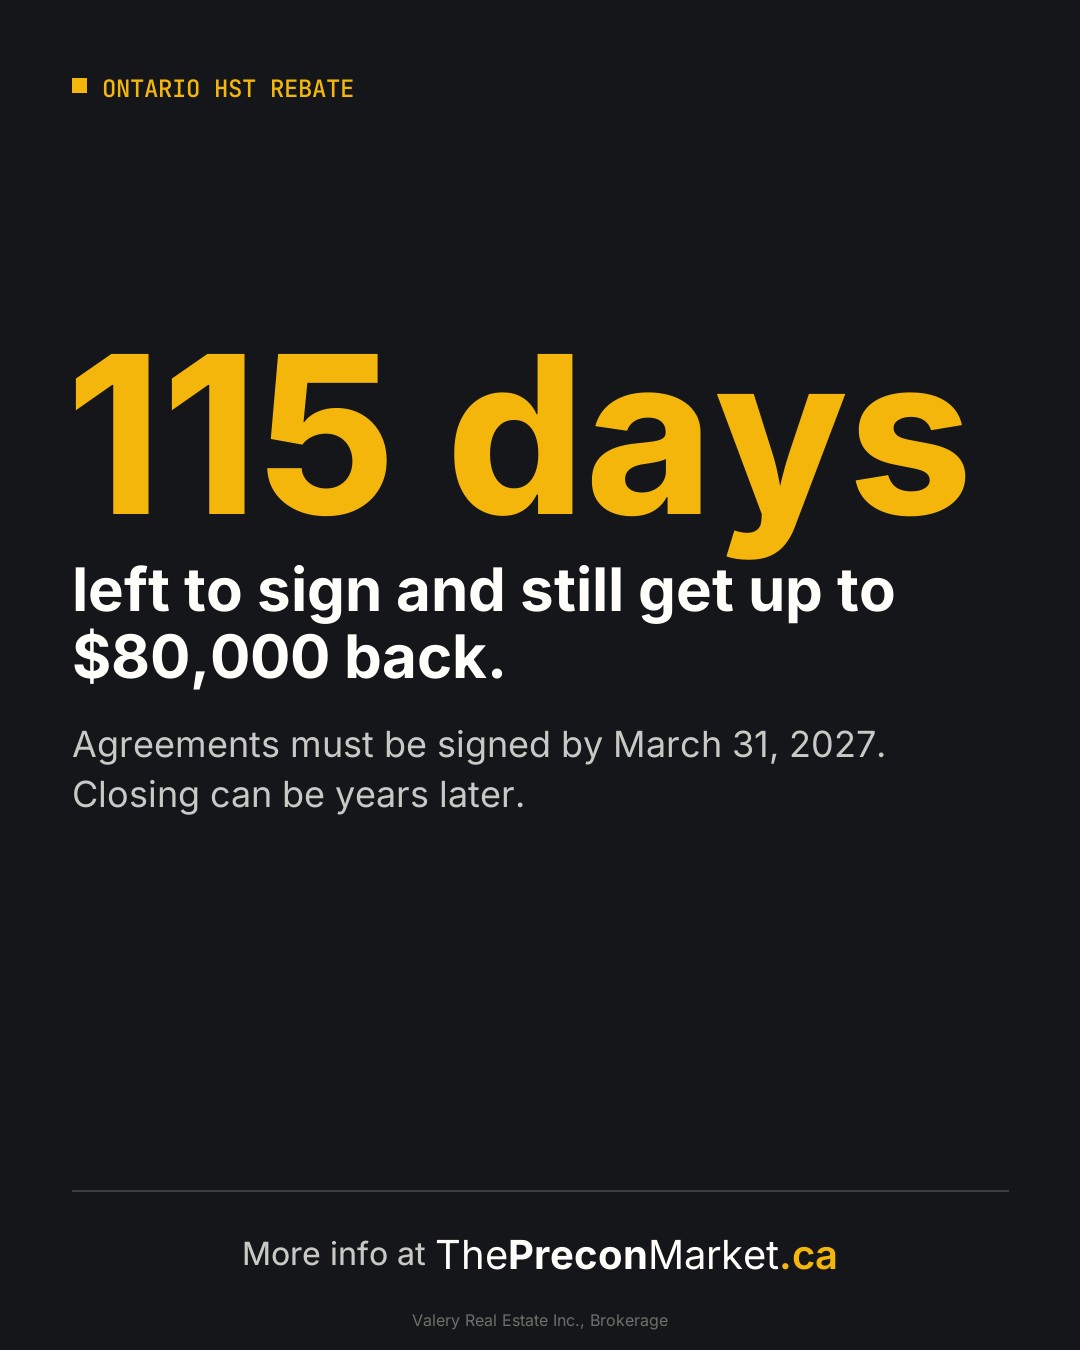 ONTARIO HST REBATE
115 days
left to sign and still get up to
$80,000 back.
Agreements must be signed by March 31, 2027.
Closing can be years later.
More info at ThePreconMarket.ca
Valery Real Estate Inc., Brokerage